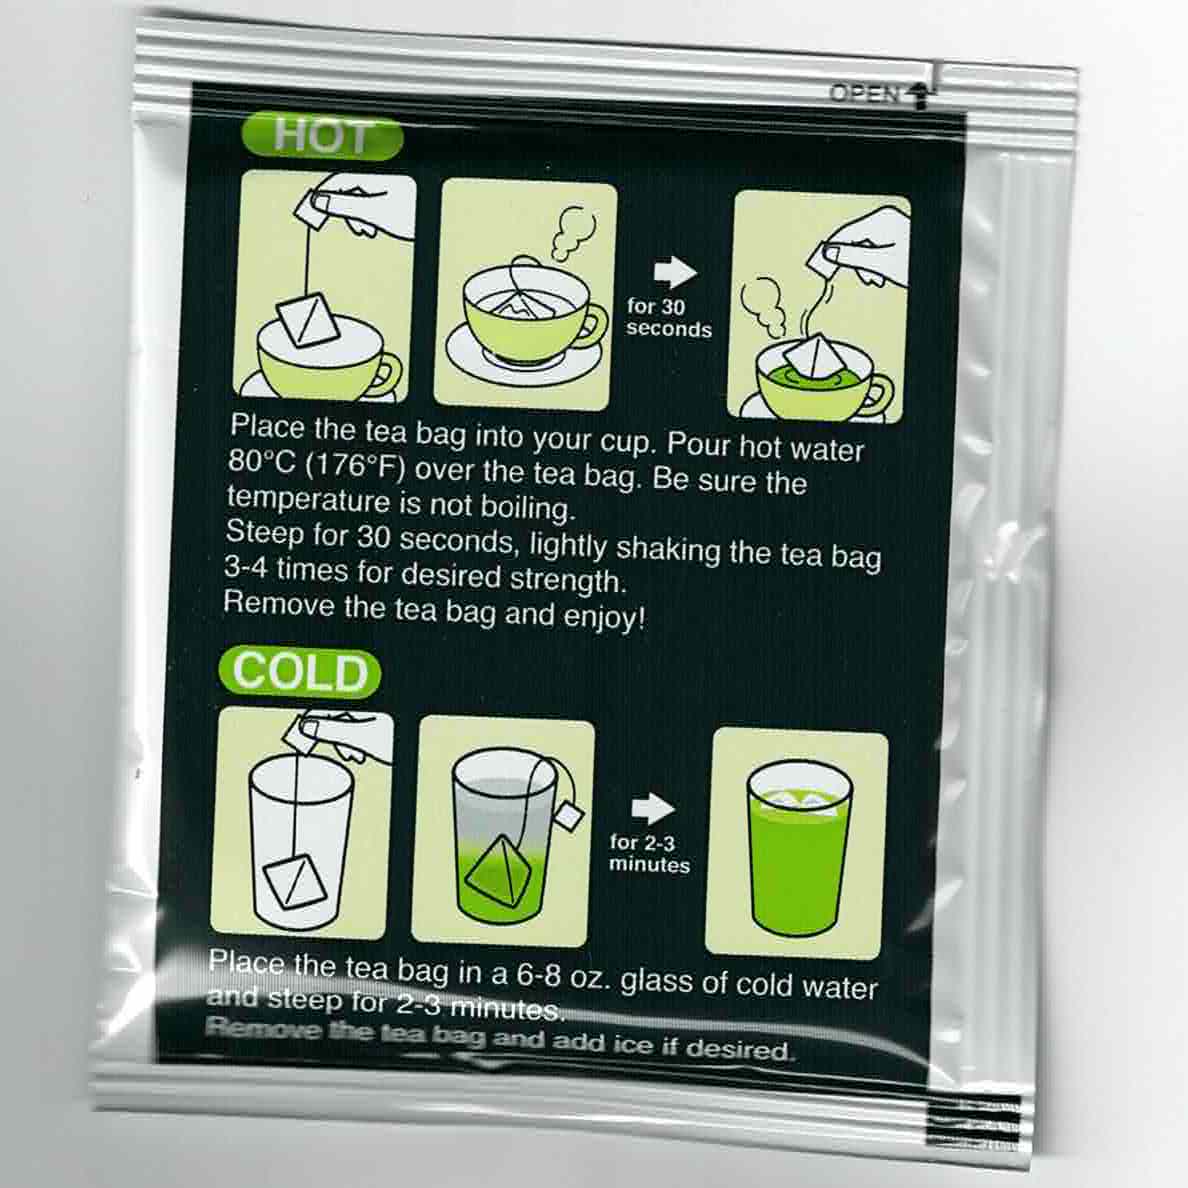 OPEN
HOT
for 30
seconds
Place the tea bag into your cup. Pour hot water
80°C (176°F) over the tea bag. Be sure the
temperature is not boiling.
Steep for 30 seconds, lightly shaking the tea bag
3-4 times for desired strength.
Remove the tea bag and enjoy!
COLD
for 2-3
minutes
Place the tea bag in a 6-8 oz. glass of cold water
and steep for 2-3 minutes.
Remove the tea bag and add ice if desired.